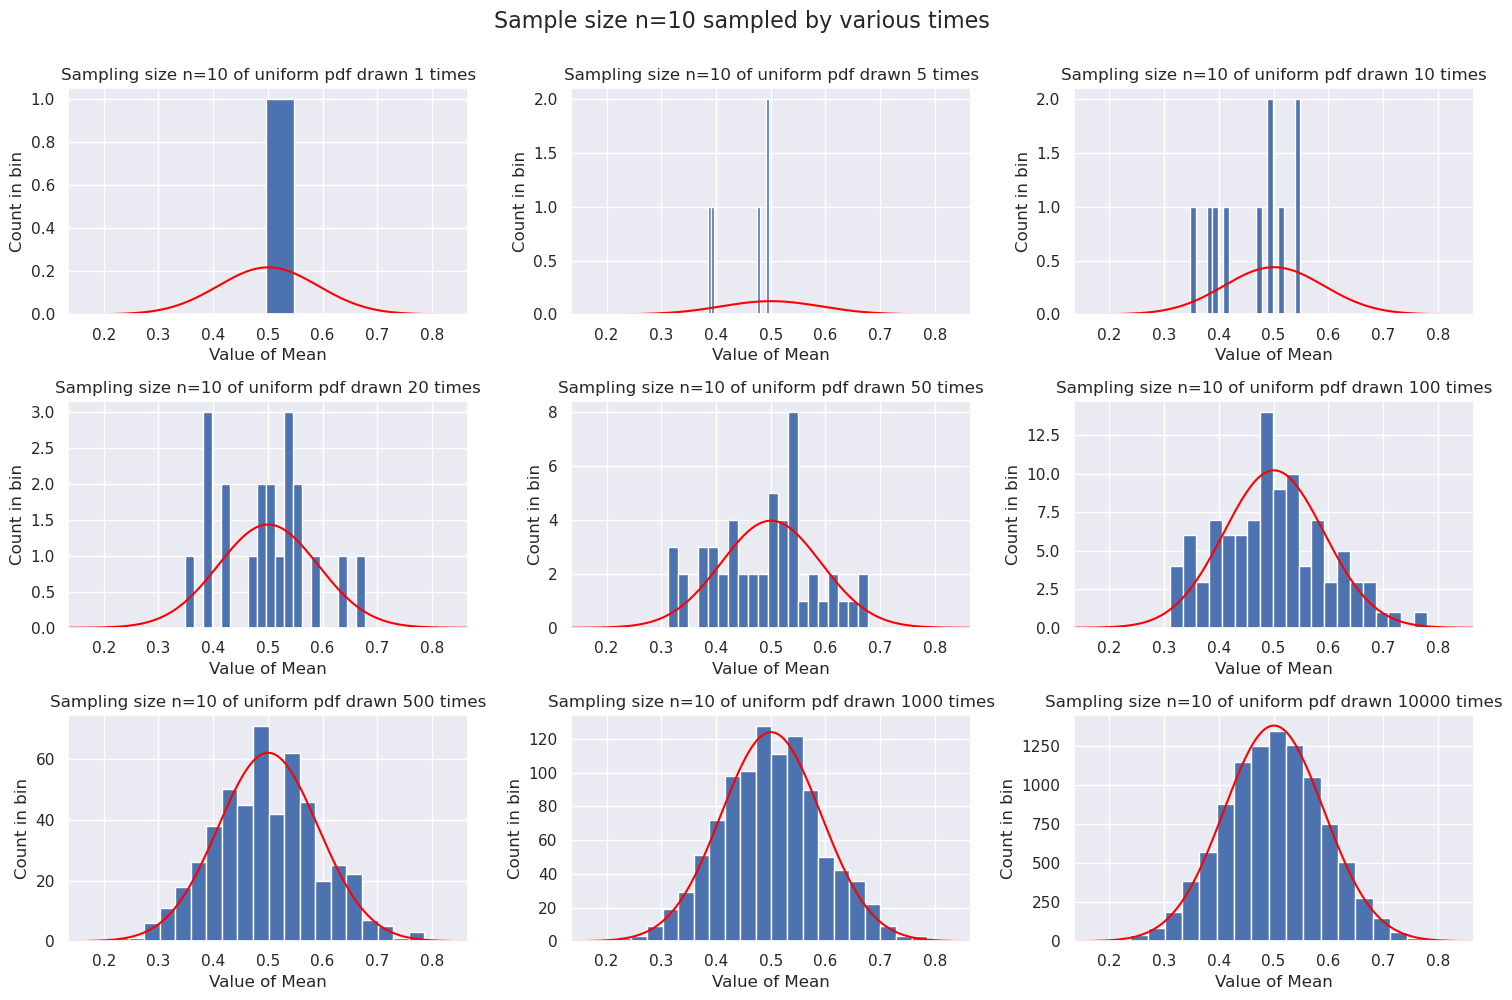 Sample size n=10 sampled by various times
Sampling size n=10 of uniform pdf drawn 1 times
Count in bin
1.0
0.8
0.6
0.4
0.2
0.0
0.2 0.3 0.4 0.5 0.6 0.7 0.8
Value of Mean
Sampling size n=10 of uniform pdf drawn 5 times
Count in bin
2.0
1.5
1.0
0.5
0.0
0.2 0.3 0.4 0.5 0.6 0.7 0.8
Value of Mean
Sampling size n=10 of uniform pdf drawn 10 times
Count in bin
2.0
1.5
1.0
0.5
0.0
0.2 0.3 0.4 0.5 0.6 0.7 0.8
Value of Mean
Sampling size n=10 of uniform pdf drawn 20 times
Count in bin
3.0
2.5
2.0
1.5
1.0
0.5
0.0
0.2 0.3 0.4 0.5 0.6 0.7 0.8
Value of Mean
Sampling size n=10 of uniform pdf drawn 50 times
Count in bin
8
6
4
2
0
0.2 0.3 0.4 0.5 0.6 0.7 0.8
Value of Mean
Sampling size n=10 of uniform pdf drawn 100 times
Count in bin
12.5
10.0
7.5
5.0
2.5
0.0
0.2 0.3 0.4 0.5 0.6 0.7 0.8
Value of Mean
Sampling size n=10 of uniform pdf drawn 500 times
Count in bin
60
40
20
0
0.2 0.3 0.4 0.5 0.6 0.7 0.8
Value of Mean
Sampling size n=10 of uniform pdf drawn 1000 times
Count in bin
120
100
80
60
40
20
0
0.2 0.3 0.4 0.5 0.6 0.7 0.8
Value of Mean
Sampling size n=10 of uniform pdf drawn 10000 times
Count in bin
1250
1000
750
500
250
0
0.2 0.3 0.4 0.5 0.6 0.7 0.8
Value of Mean